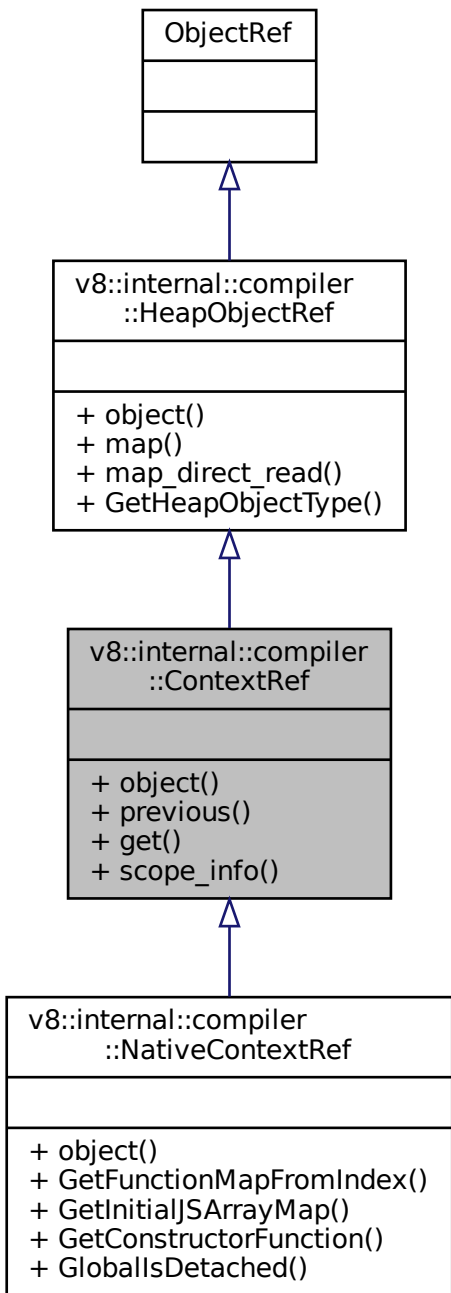 ObjectRef
v8::internal::compiler
::HeapObjectRef
+ object()
+ map()
+ map_direct_read()
+ GetHeapObjectType()
v8::internal::compiler
::ContextRef
+ object()
+ previous()
+ get()
+ scope_info()
v8::internal::compiler
::NativeContextRef
+ object()
+ GetFunctionMapFromIndex()
+ GetInitialJSArrayMap()
+ GetConstructorFunction()
+ GlobalIsDetached()